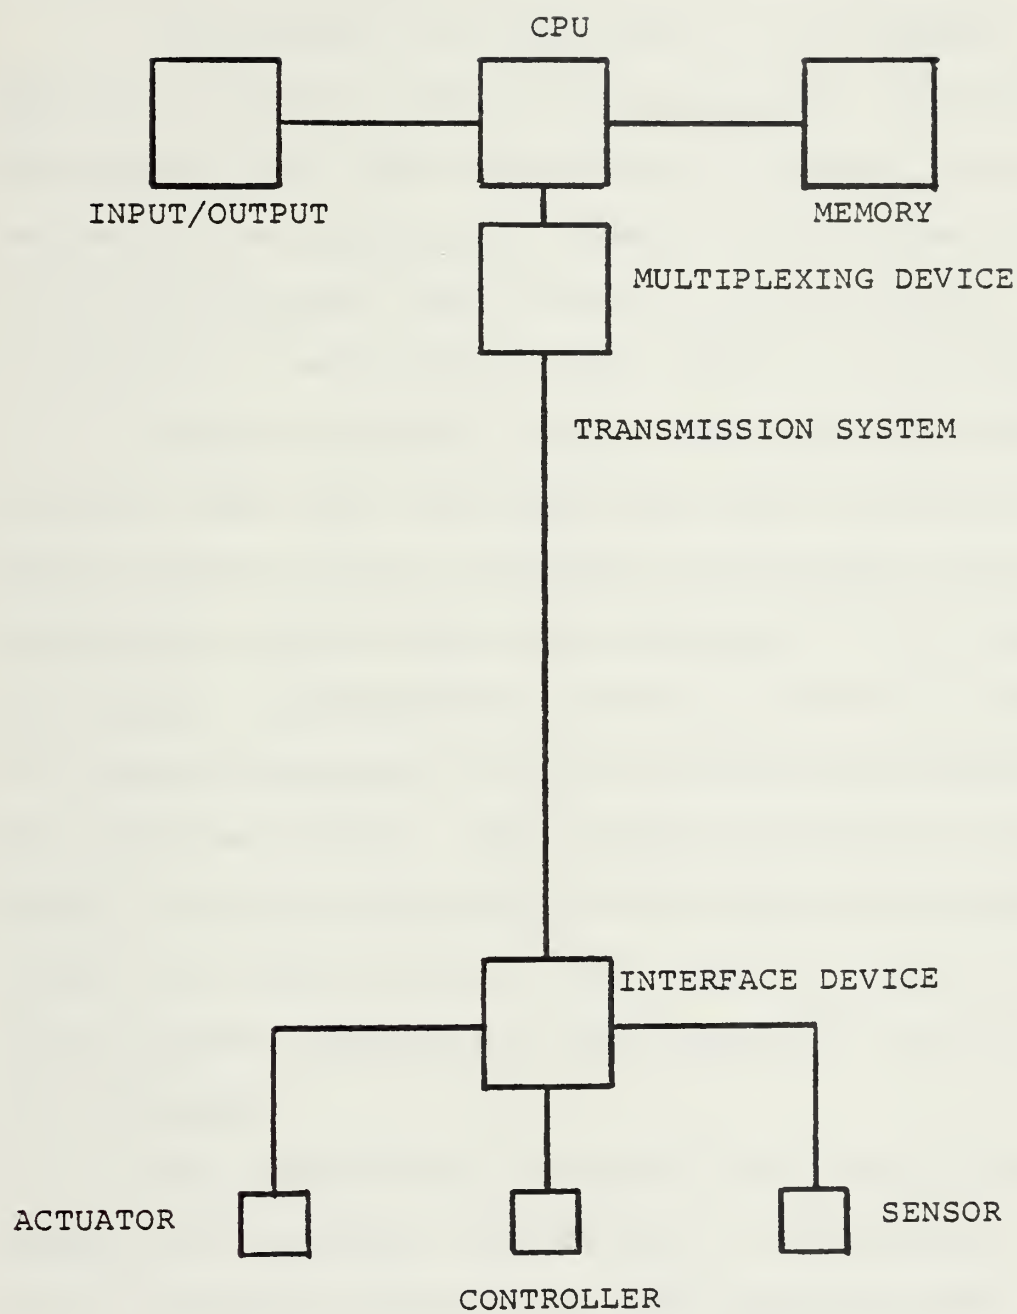 CPU
INPUT/OUTPUT
MEMORY
MULTIPLEXING DEVICE
TRANSMISSION SYSTEM
INTERFACE DEVICE
ACTUATOR
SENSOR
CONTROLLER